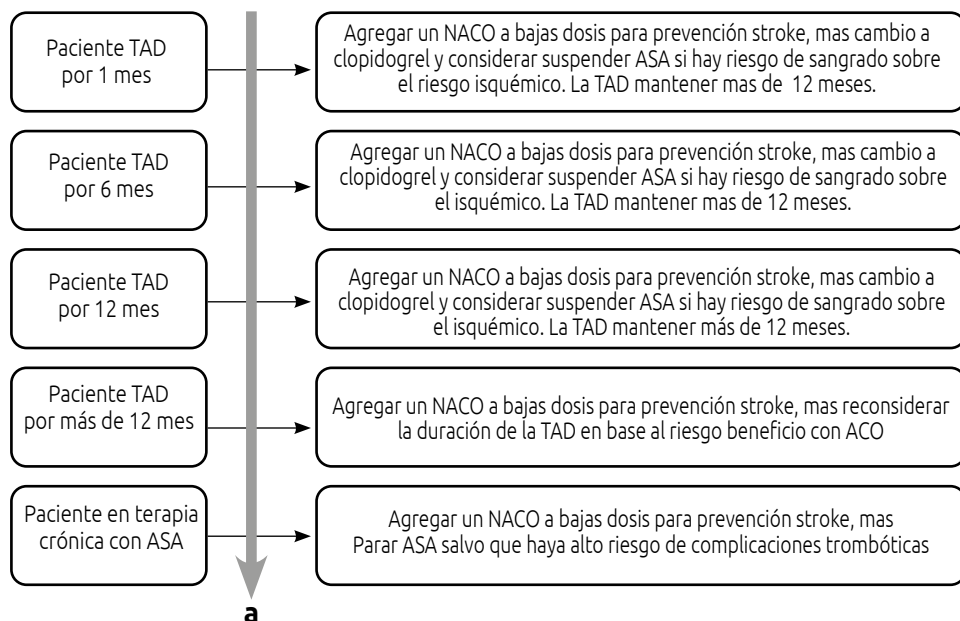 Paciente TAD
por 1 mes
Agregar un NACO a bajas dosis para prevención stroke, mas cambio a
clopidogrel y considerar suspender ASA si hay riesgo de sangrado sobre
el riesgo isquémico. La TAD mantener mas de 12 meses.
Paciente TAD
por 6 mes
Agregar un NACO a bajas dosis para prevención stroke, mas cambio a
clopidogrel y considerar suspender ASA si hay riesgo de sangrado sobre
el isquémico. La TAD mantener mas de 12 meses.
Paciente TAD
por 12 mes
Agregar un NACO a bajas dosis para prevención stroke, mas cambio a
clopidogrel y considerar suspender ASA si hay riesgo de sangrado sobre
el isquémico. La TAD mantener más de 12 meses.
Paciente TAD
por más de 12 mes
Agregar un NACO a bajas dosis para prevención stroke, mas reconsiderar
la duración de la TAD en base al riesgo beneficio con ACO
Paciente en terapia
crónica con ASA
Agregar un NACO a bajas dosis para prevención stroke, mas
Parar ASA salvo que haya alto riesgo de complicaciones trombóticas
a